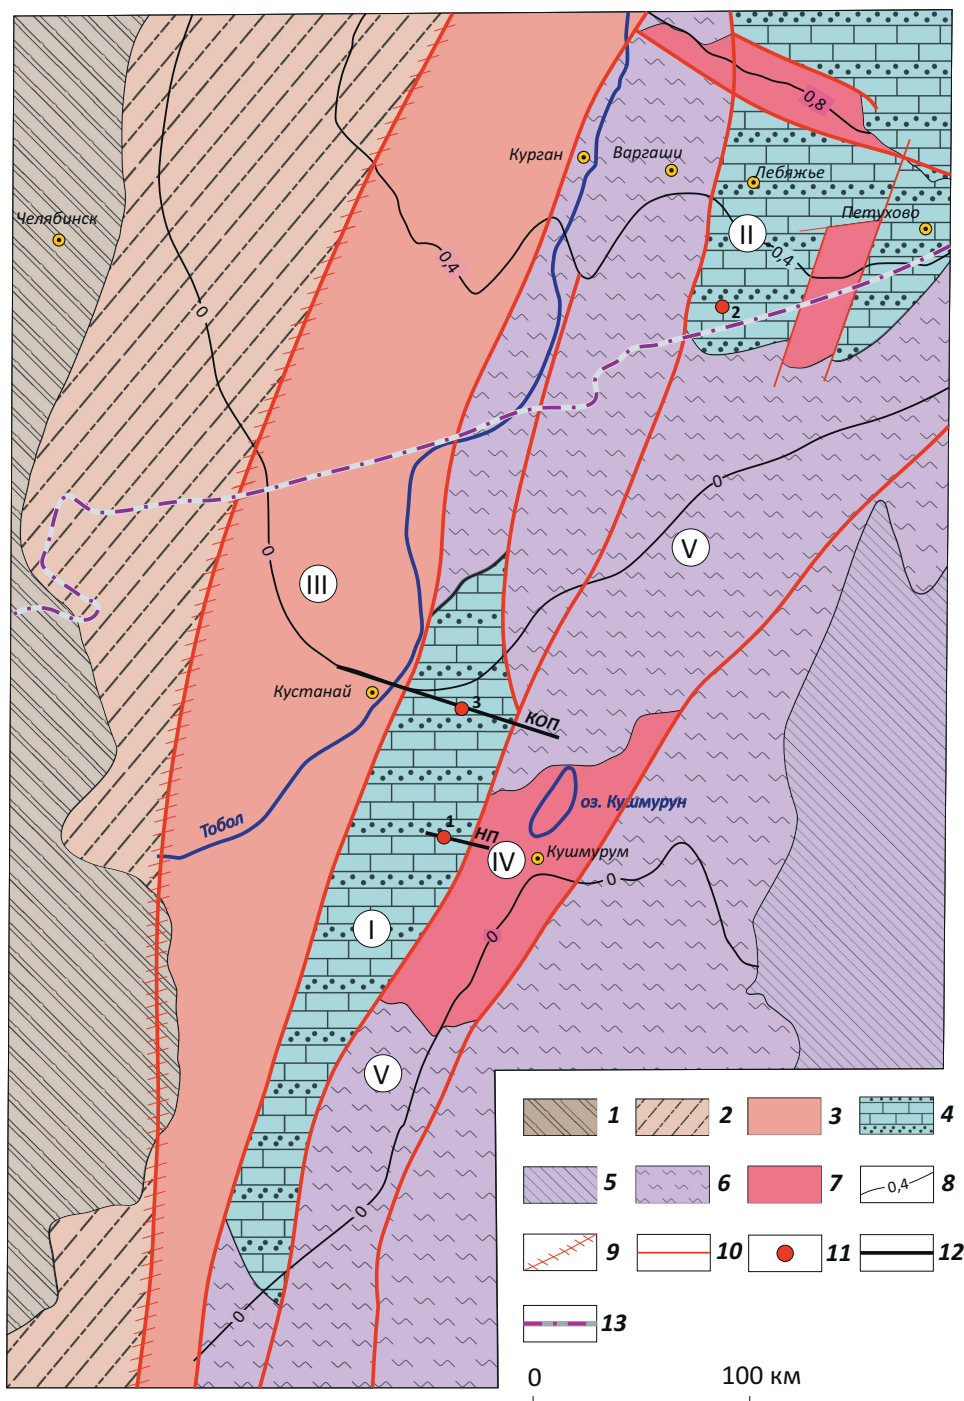 0,8
Курган
Варгаши
Лебяжье
Челябинск
Петухово
II
0,4
0,4
0
2
0
V
0
III
Кустанай
3
КОП
оз. Кушмурун
Тобол
1
НП
IV
Кушмурум
0
I
0
V
0
0
1
2
3
4
5
6
7
0,4
8
9
10
11
12
13
0
100 км